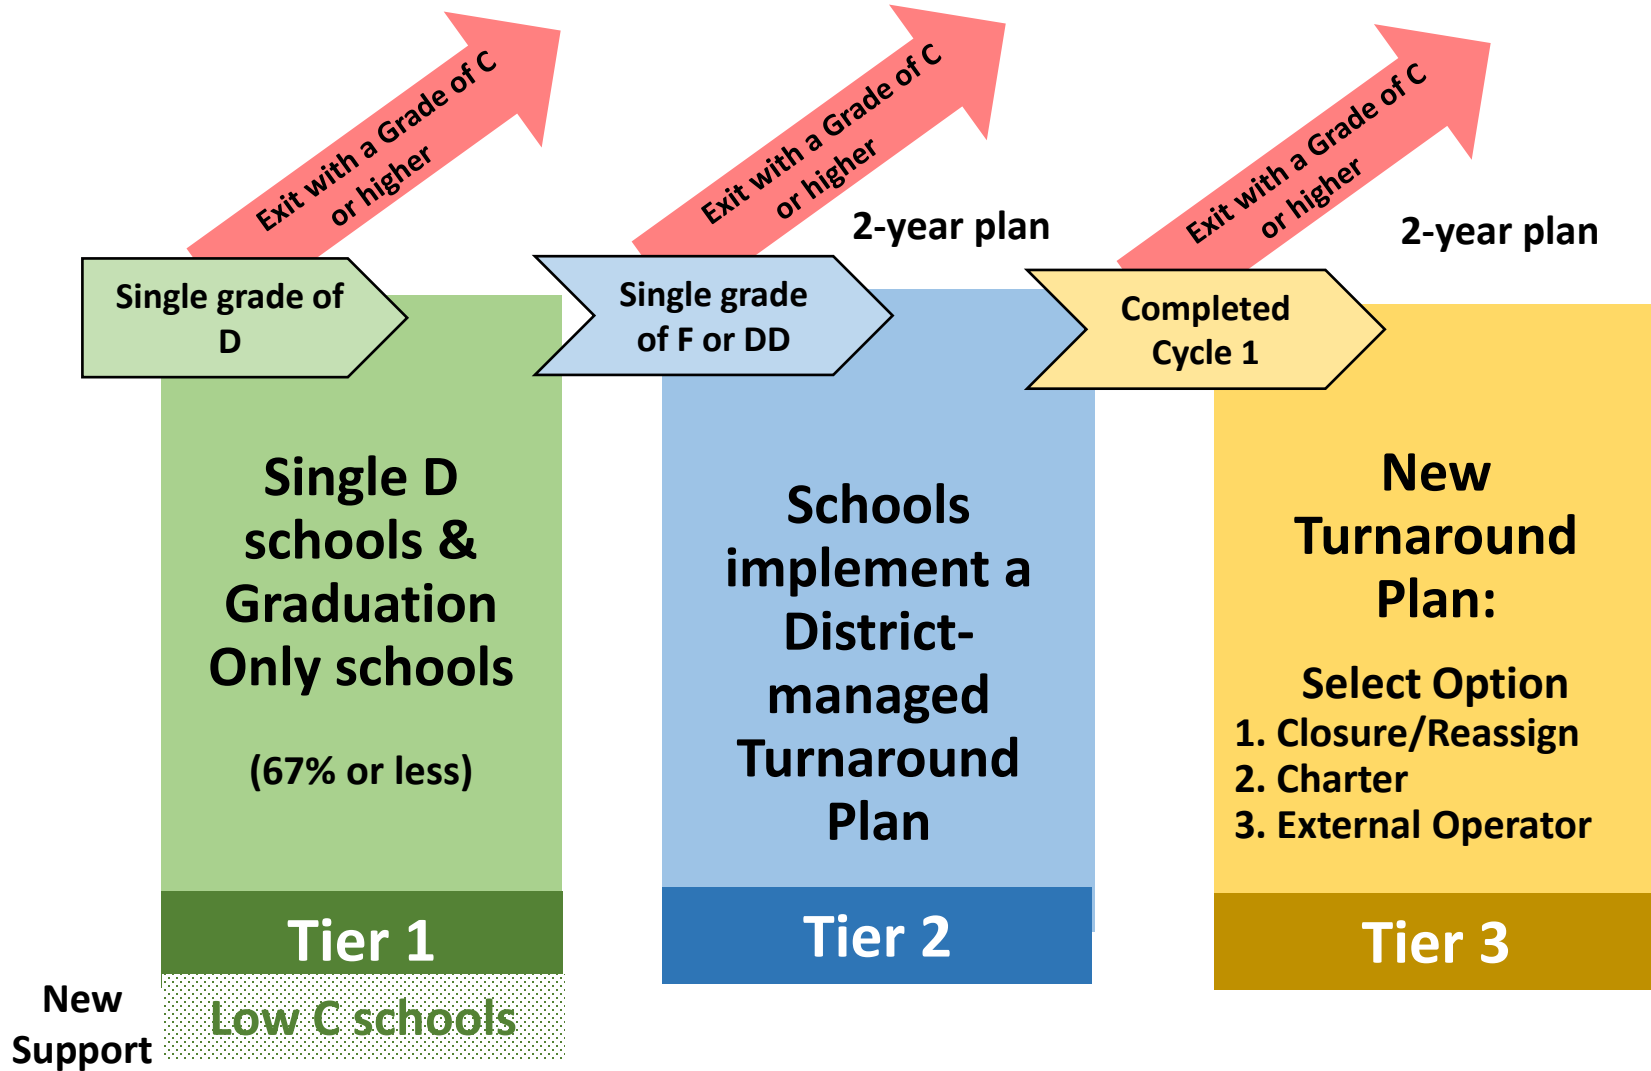 Exit with a Grade of C
or higher
Single grade of
D
Single D
schools &
Graduation
Only schools
(67% or less)
Tier 1
New
Support
Low C schools
Exit with a Grade of C
or higher
2-year plan
Single grade
of F or DD
Schools
implement a
District-
managed
Turnaround
Plan
Tier 2
Exit with a Grade of C
or higher
2-year plan
Completed
Cycle 1
New
Turnaround
Plan:
Select Option
1. Closure/Reassign
2. Charter
3. External Operator
Tier 3